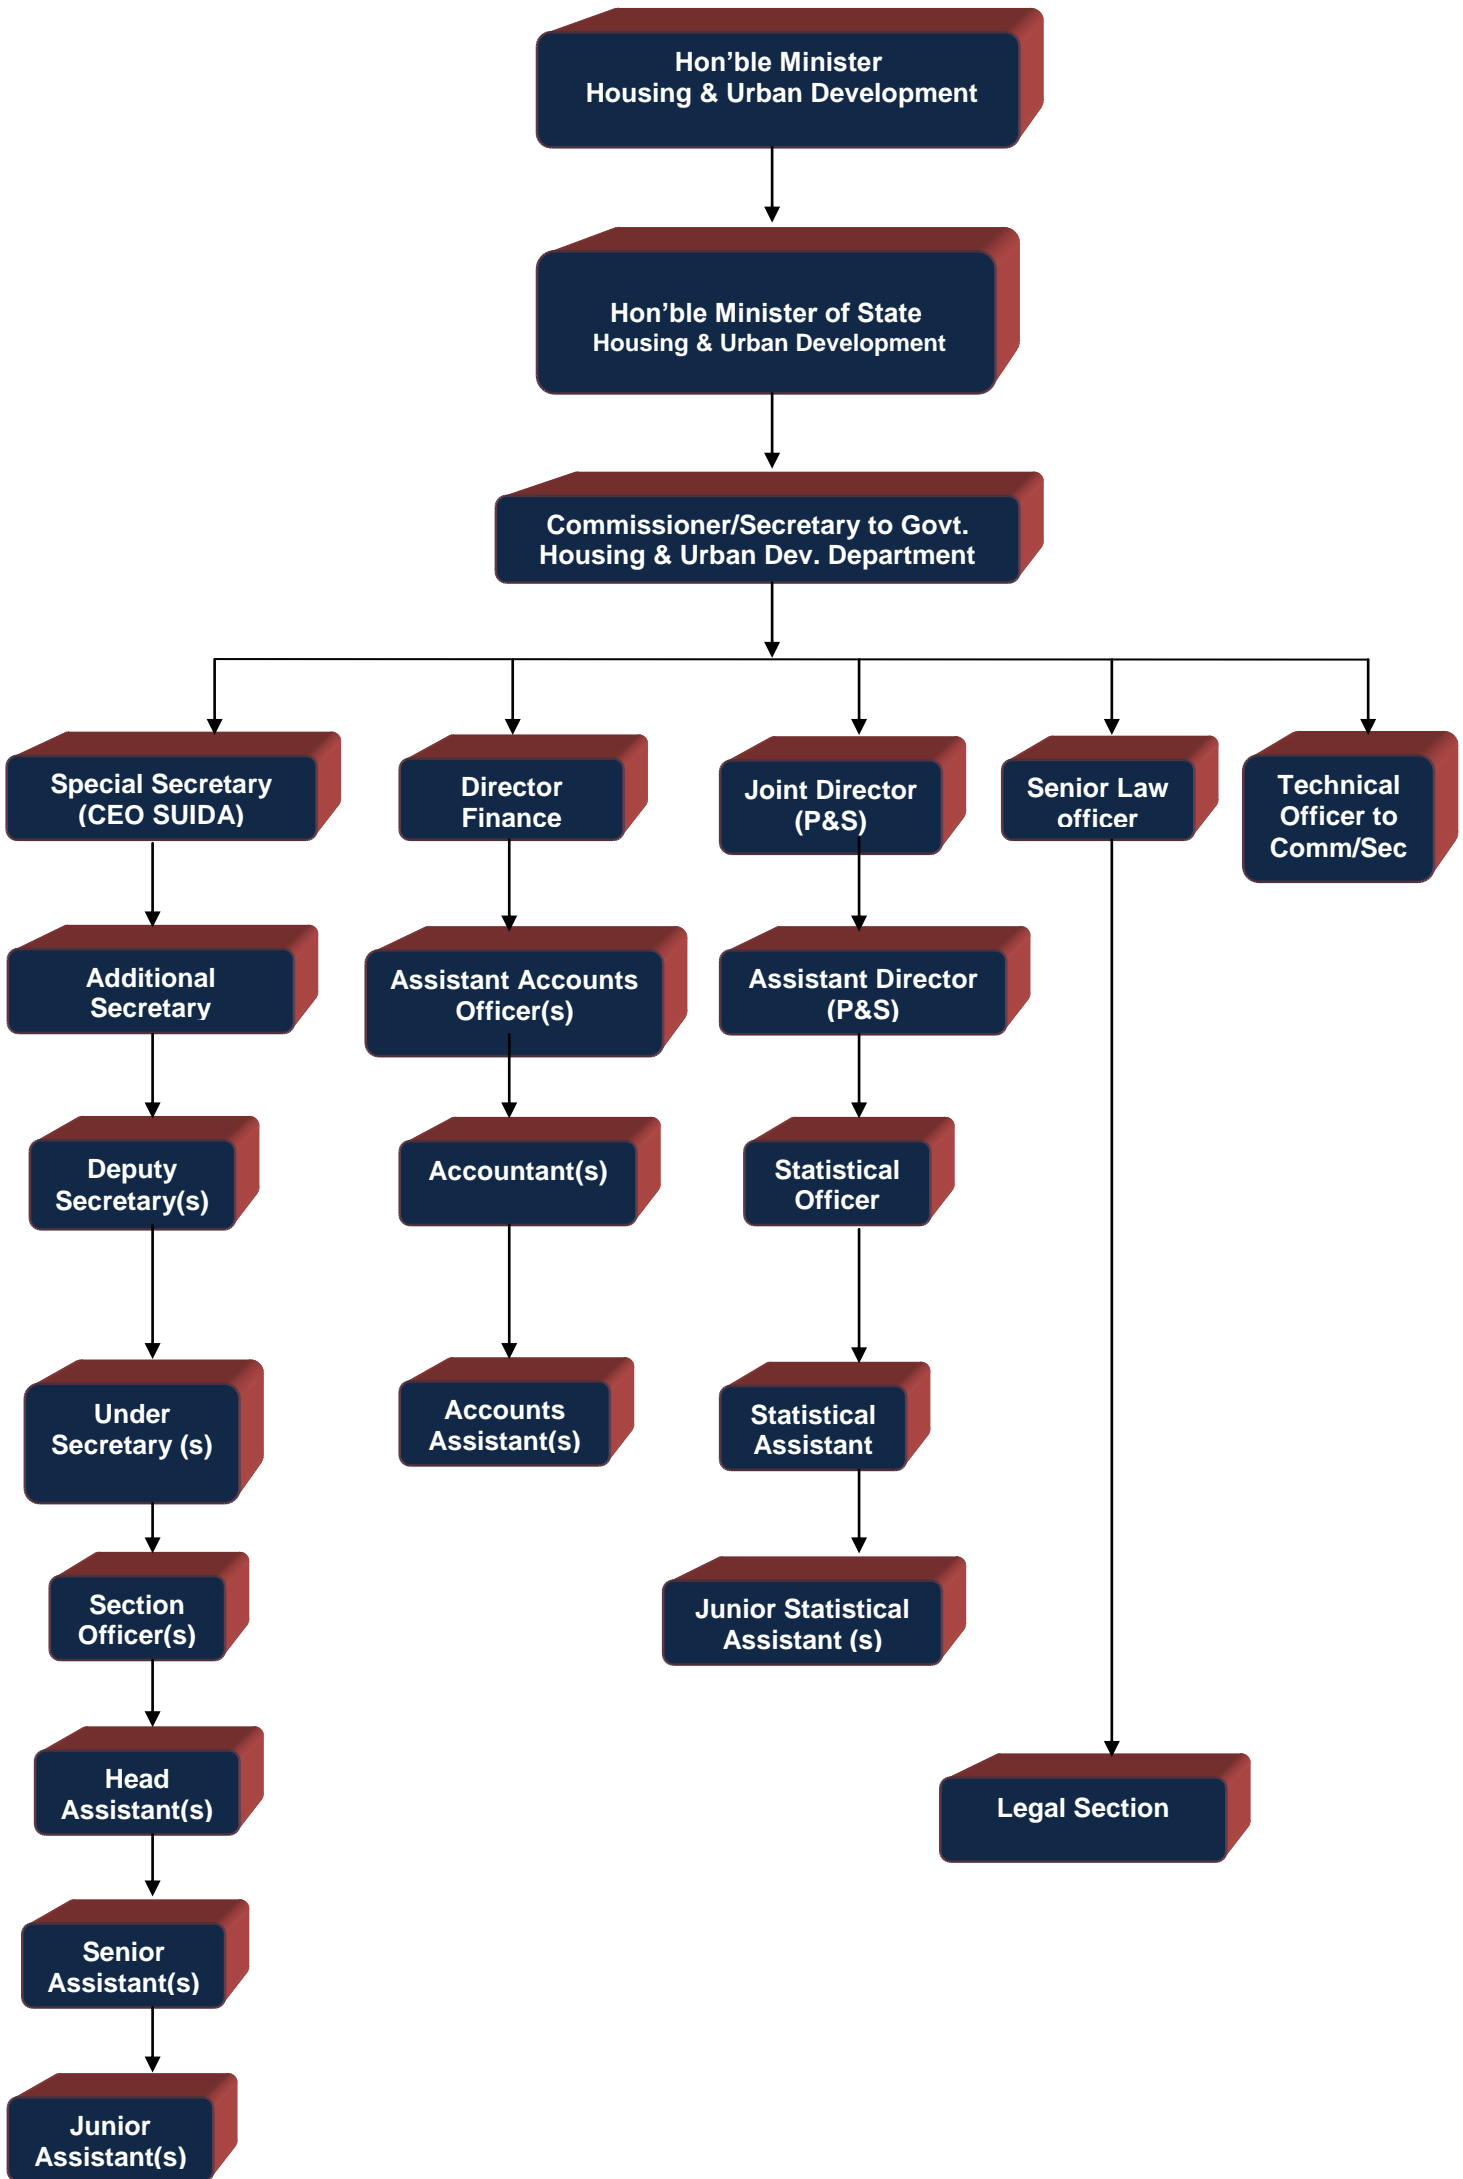 Hon’ble Minister
Housing & Urban Development
Hon’ble Minister of State
Housing & Urban Development
Commissioner/Secretary to Govt.
Housing & Urban Dev. Department
Special Secretary
(CEO SUIDA)
Director
Finance
Joint Director
(P&S)
Senior Law
officer
Technical
Officer to
Comm/Sec
Additional
Secretary
Assistant Accounts
Officer(s)
Assistant Director
(P&S)
Deputy
Secretary(s)
Accountant(s)
Statistical
Officer
Under
Secretary (s)
Accounts
Assistant(s)
Statistical
Assistant
Section
Officer(s)
Junior Statistical
Assistant (s)
Head
Assistant(s)
Legal Section
Senior
Assistant(s)
Junior
Assistant(s)